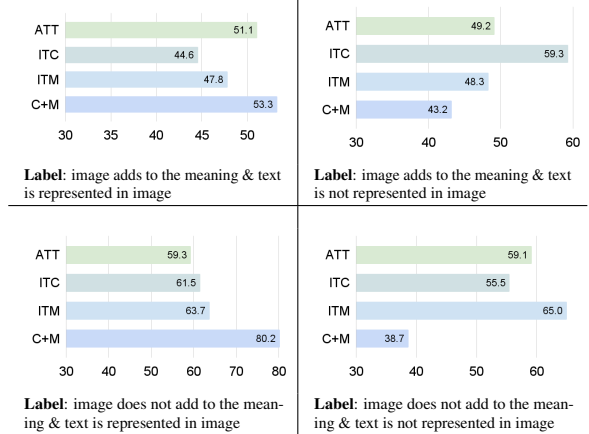 ATT 51.1
ITC 44.6
ITM 47.8
C+M 53.3
30 35 40 45 50
Label: image adds to the meaning & text
is represented in image
ATT 49.2
ITC 59.3
ITM 48.3
C+M 43.2
30 40 50 60
Label: image adds to the meaning & text
is not represented in image
ATT 59.3
ITC 61.5
ITM 63.7
C+M 80.2
30 40 50 60 70 80
Label: image does not add to the mean-
ing & text is represented in image
ATT 59.1
ITC 55.5
ITM 65.0
C+M 38.7
30 40 50 60
Label: image does not add to the mean-
ing & text is not represented in image